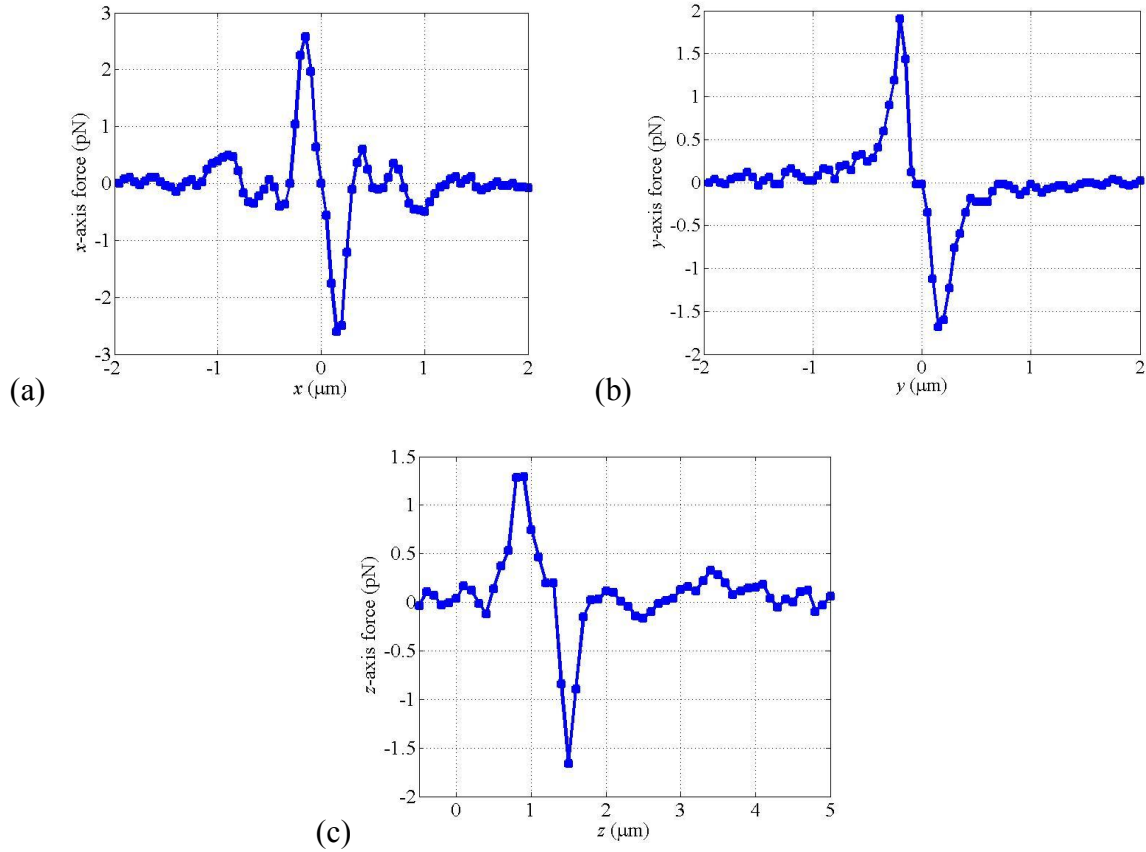 3
2
1
0
-1
-2
-3
x-axis force (pN)
-2 -1 0 1 2
x (μm)
(a)
2
1.5
1
0.5
0
-0.5
-1
-1.5
-2
y-axis force (pN)
-2 -1 0 1 2
y (μm)
(b)
1.5
1
0.5
0
-0.5
-1
-1.5
-2
z-axis force (pN)
0 1 2 3 4 5
z (μm)
(c)